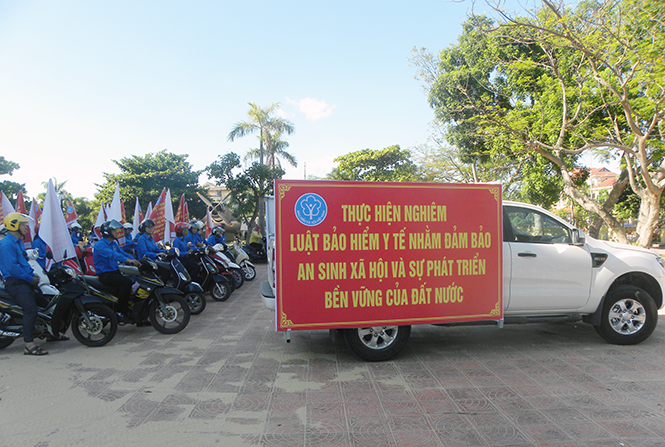 THỰC HIỆN NGHIÊM
LUẬT BẢO HIỂM Y TẾ NHẰM ĐẢM BẢO
AN SINH XÃ HỘI VÀ SỰ PHÁT TRIỂN
BỀN VỮNG CỦA ĐẤT NƯỚC